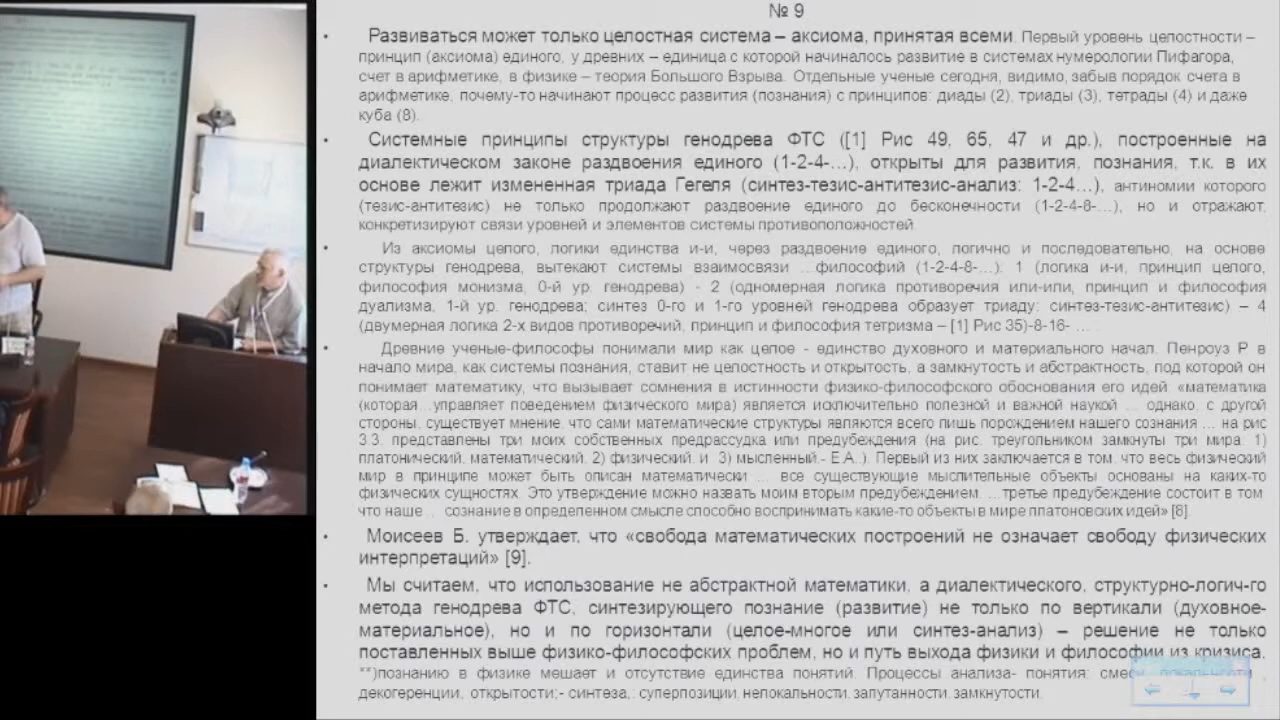 № 9
• Развиваться может только целостная система – аксиома, принятая всеми. Первый уровень целостности –
принцип (аксиома) единого, у древних – единица с которой начиналось развитие в системах нумерологии Пифагора,
счет в арифметике, в физике – теория Большого Взрыва. Отдельные ученые сегодня, видимо, забыв порядок счета в
арифметике, почему-то начинают процесс развития (познания) с принципов: диады (2), триады (3), тетрады (4) и даже
куба (8).
• Системные принципы структуры генодрева ФТС ([1] Рис 49, 65, 47 и др.), построенные на
диалектическом законе раздвоения единого (1-2-4-...), открыты для развития, познания, т.к. в их
основе лежит измененная триада Гегеля (синтез-тезис-антитезис-анализ: 1-2-4...), антиномии которого
(тезис-антитезис) не только продолжают раздвоение единого до бесконечности (1-2-4-8-...), но и отражают,
конкретизируют связи уровней и элементов системы противоположностей.
• Из аксиомы целого, логики единства и-и, через раздвоение единого, логично и последовательно, на основе
структуры генодрева, вытекают системы взаимосвязи ...философий (1-2-4-8-...): 1 (логика и-и, принцип целого,
философия монизма, 0-й ур. генодрева) - 2 (одномерная логика противоречия или-или, принцип и философия
дуализма, 1-й ур. генодрева; синтез 0-го и 1-го уровней генодрева образует триаду: синтез-тезис-антитезис) – 4
(двумерная логика 2-х видов противоречий, принцип и философия тетризма – [1] Рис 35)-8-16- ...
• Древние ученые-философы понимали мир как целое - единство духовного и материального начал. Пенроуз Р в
начало мира, как системы познания, ставит не целостность и открытость, а замкнутость и абстрактность, под которой он
понимает математику, что вызывает сомнения в истинности физико-философского обоснования его идей: «математика
(которая...управляет поведением физического мира) является исключительно полезной и важной наукой ... однако, с другой
стороны, существует мнение, что сами математические структуры являются всего лишь порождением нашего сознания ... на рис
3.3. представлены три моих собственных предрассудка или предубеждения (на рис. треугольником замкнуты три мира: 1)
платонический, математический, 2) физический, и 3) мысленный.- Е.А..). Первый из них заключается в том, что весь физический
мир в принципе может быть описан математически ... все существующие мыслительные объекты основаны на каких-то
физических сущностях. Это утверждение можно назвать моим вторым предубеждением. ...третье предубеждение состоит в том,
что наше... сознание в определенном смысле способно воспринимать какие-то объекты в мире платоновских идей» [8].
• Моисеев Б. утверждает, что «свобода математических построений не означает свободу физических
интерпретаций» [9].
• Мы считаем, что использование не абстрактной математики, а диалектического, структурно-логич-го
метода генодрева ФТС, синтезирующего познание (развитие) не только по вертикали (духовное-
материальное), но и по горизонтали (целое-многое или синтез-анализ) – решение не только
поставленных выше физико-философских проблем, но и путь выхода физики и философии из кризиса.
**)познанию в физике мешает и отсутствие единства понятий. Процессы анализа- понятия:
декогеренции, открытости;- синтеза,: суперпозиции, нелокальности, запутанности, замкнутости.